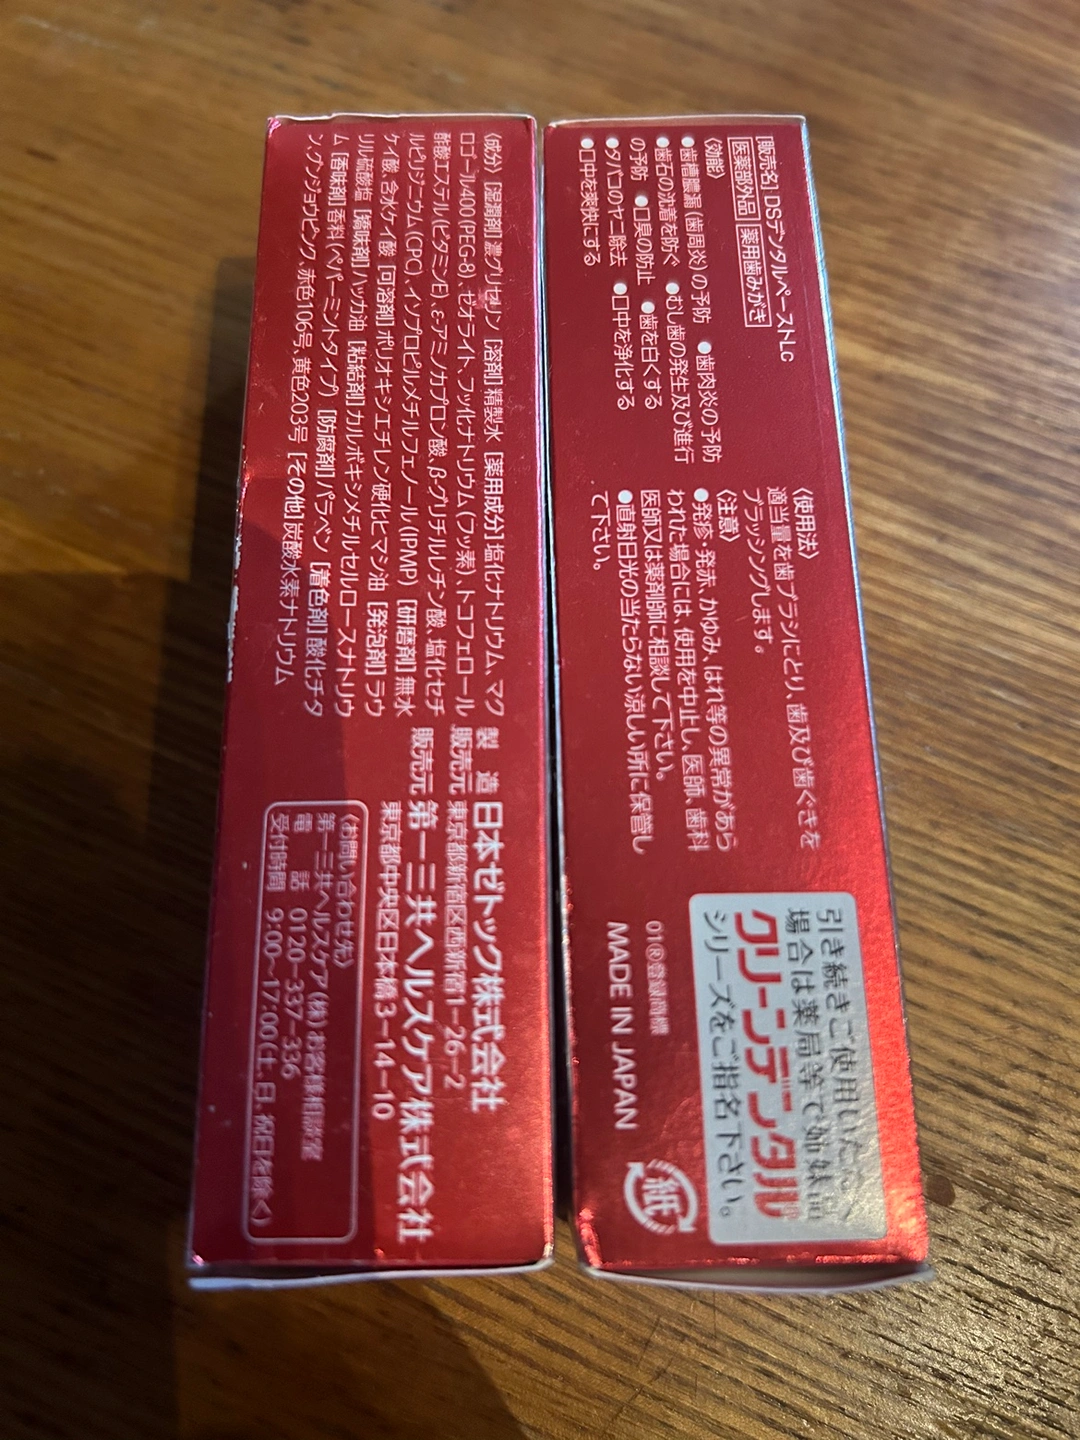 〈成分〉［湿潤剤］濃グリセリン［溶剤］精製水［薬用成分］塩化ナトリウム、マク
ロゴール400(PEG-8)、ゼオライト、フッ化ナトリウム(フッ素)、トコフェロール
酢酸エステル(ビタミンE)、ε-アミノカプロン酸、β-グリチルレチン酸、塩化セチ
ルピリジニウム(CPC)、イソプロピルメチルフェノール(IPMP)［研磨剤］無水
ケイ酸、含水ケイ酸［可溶剤］ポリオキシエチレン硬化ヒマシ油［発泡剤］ラウ
リル硫酸塩［矯味剤］ハッカ油［粘結剤］カルボキシメチルセルロースナトリウ
ム［香味剤］香料(ペパーミントタイプ)［防腐剤］パラベン［着色剤］酸化チタ
ン、グンジョウピンク、赤色106号、黄色203号［その他］炭酸水素ナトリウム
製造
販売元 日本ゼトック株式会社
東京都新宿区西新宿1-26-2
販売元 第一三共ヘルスケア株式会社
東京都中央区日本橋3-14-10
〈お問い合わせ先〉
第一三共ヘルスケア(株)お客様相談室
電話 0120-337-336
受付時間 9:00~17:00(土、日、祝日を除く)
［販売名］DSデンタルペーストLc
医薬部外品 薬用歯みがき
〈効能〉
●歯槽膿漏(歯周炎)の予防 ●歯肉炎の予防
●歯石の沈着を防ぐ ●むし歯の発生及び進行
の予防 ●口臭の防止 ●歯を白くする
●タバコのヤニ除去 ●口中を浄化する
●口中を爽快にする
〈使用法〉
適当量を歯ブラシにとり、歯及び歯ぐきを
ブラッシングします。
〈注意〉
●発疹・発赤、かゆみ、はれ等の異常があら
われた場合には、使用を中止し、医師、歯科
医師又は薬剤師に相談して下さい。
●直射日光の当たらない涼しい所に保管し
て下さい。
引き続きご使用いただく
場合は薬局等で姉妹品
クリーンデンタル
シリーズをご指名下さい。
01®登録商標
MADE IN JAPAN
紙